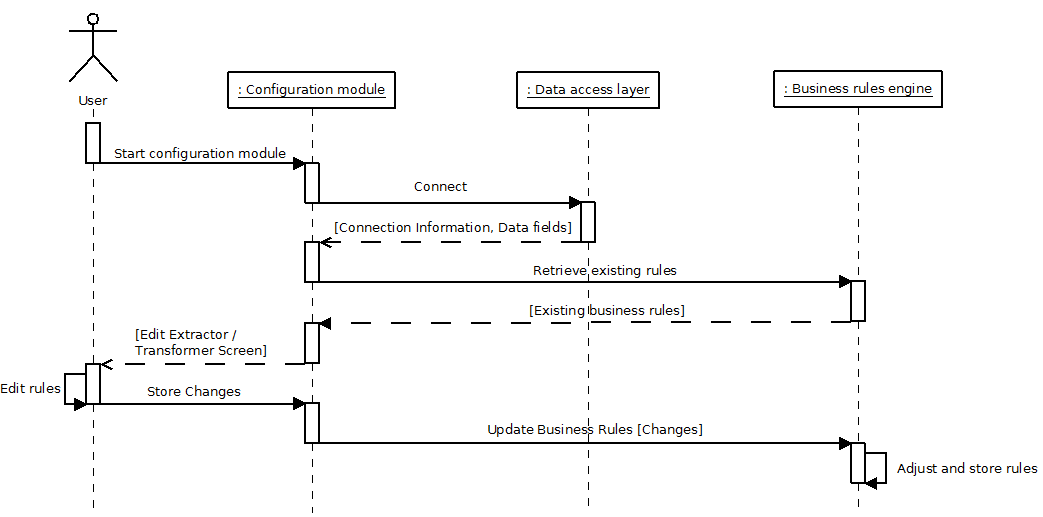 User
: Configuration module
: Data access layer
: Business rules engine
Start configuration module
Connect
[Connection Information, Data fields]
Retrieve existing rules
[Existing business rules]
[Edit Extractor /
Transformer Screen]
Edit rules
Store Changes
Update Business Rules [Changes]
Adjust and store rules